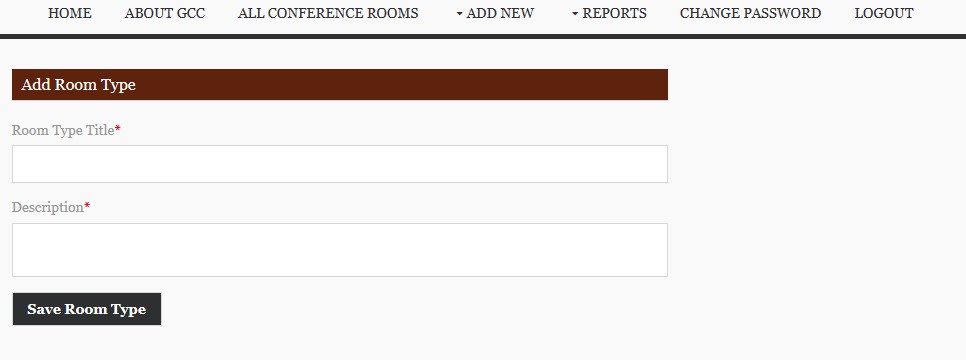 HOME ABOUT GCC ALL CONFERENCE ROOMS ADD NEW REPORTS CHANGE PASSWORD LOGOUT
Add Room Type
Room Type Title*
Description*
Save Room Type